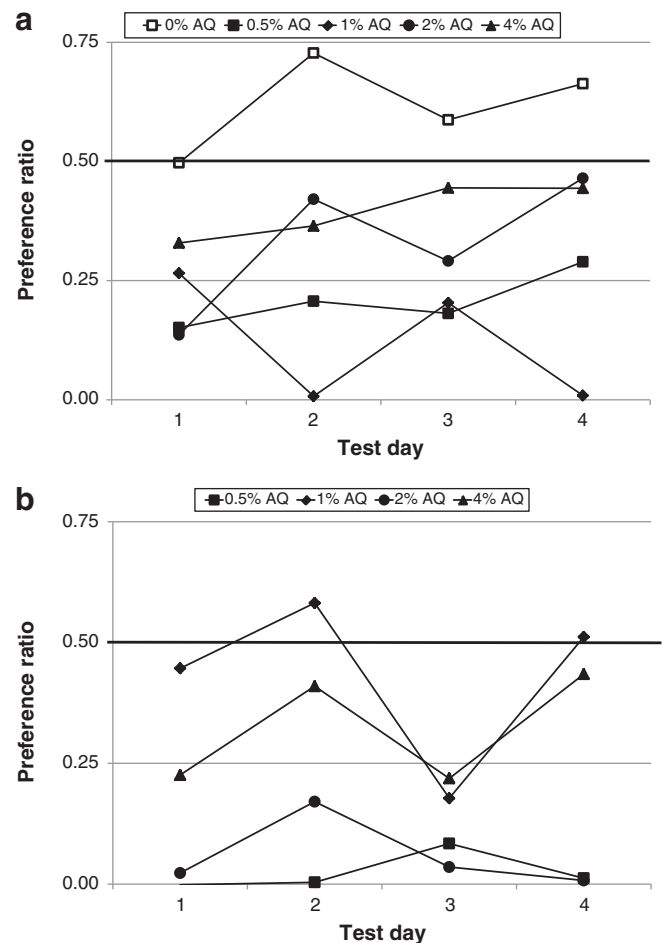 a
0% AQ 0.5% AQ 1% AQ 2% AQ 4% AQ
0.75
0.50
0.25
0.00
Preference ratio
1 2 3 4
Test day
b
0.5% AQ 1% AQ 2% AQ 4% AQ
0.75
0.50
0.25
0.00
Preference ratio
1 2 3 4
Test day